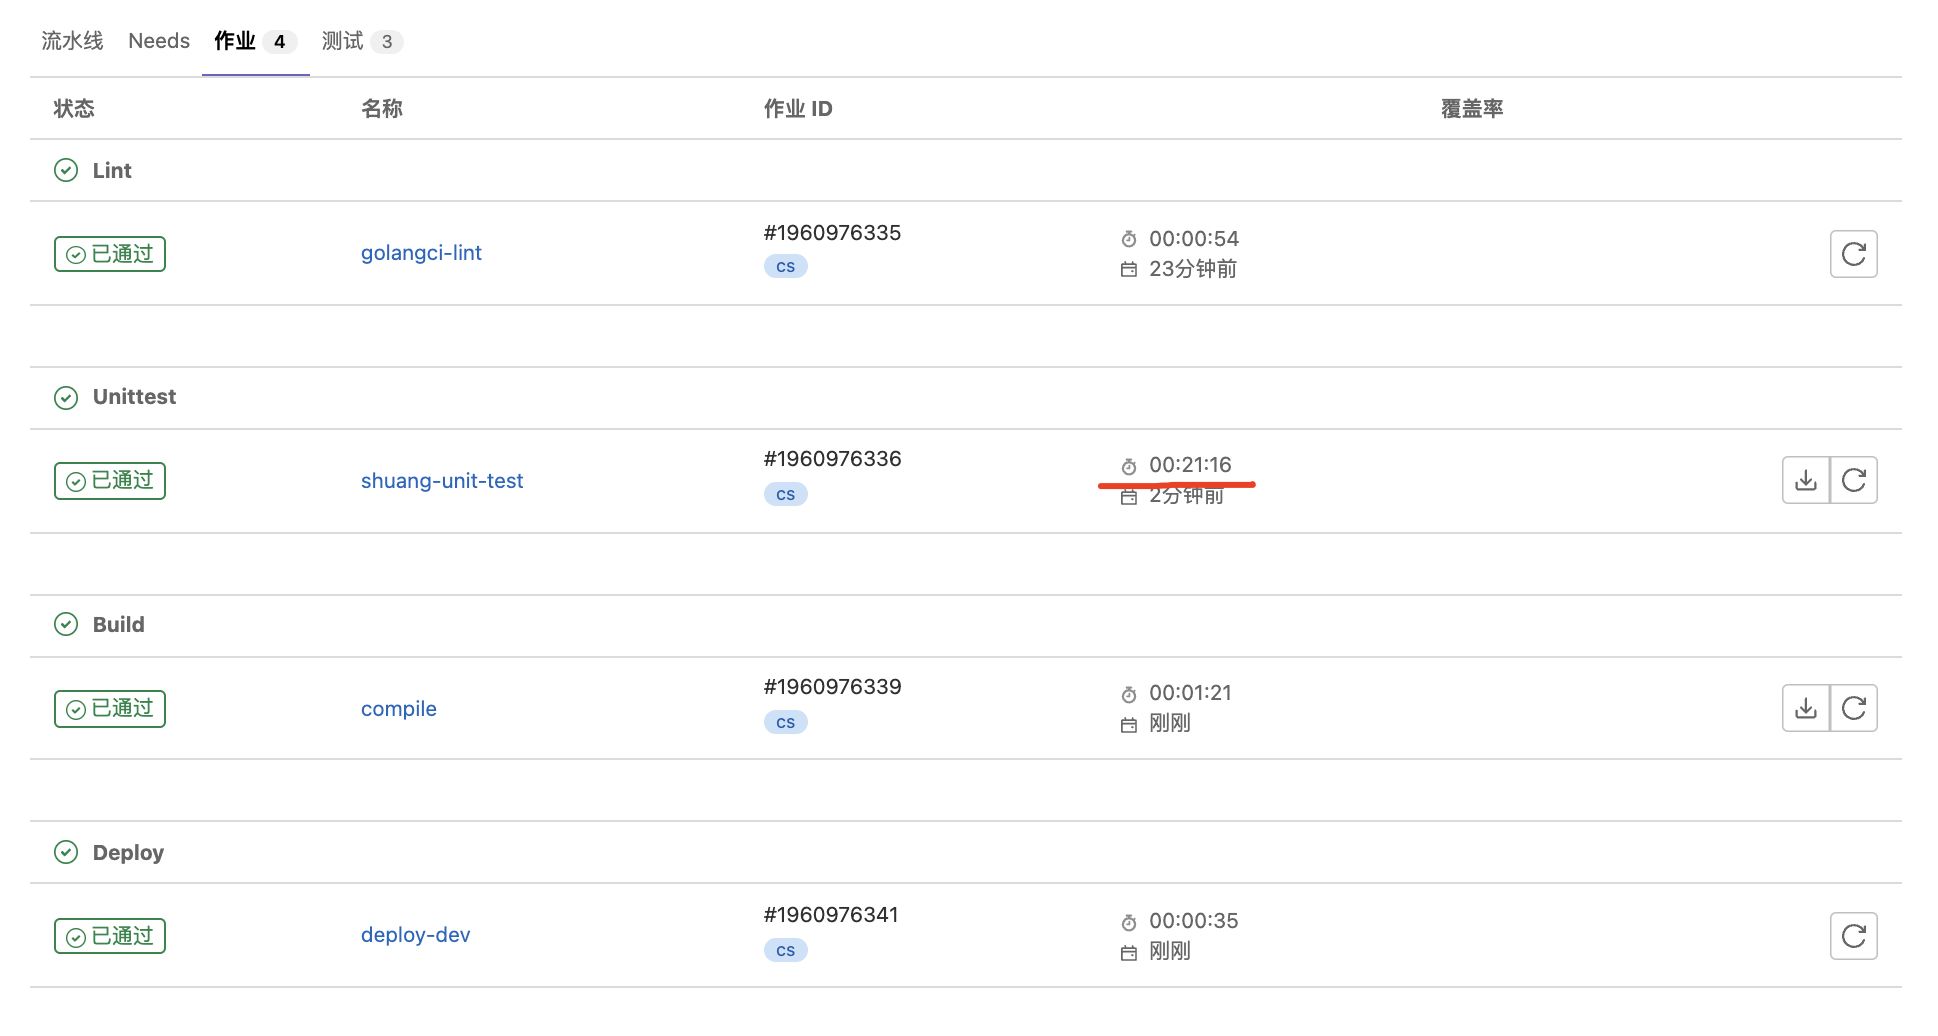 流水线 Needs 作业 4 测试 3
状态 名称 作业 ID 覆盖率
Lint
已通过 golangci-lint #1960976335 00:00:54
cs 23分钟前
Unittest
已通过 shuang-unit-test #1960976336 00:21:16
cs 2分钟前
Build
已通过 compile #1960976339 00:01:21
cs 刚刚
Deploy
已通过 deploy-dev #1960976341 00:00:35
cs 刚刚